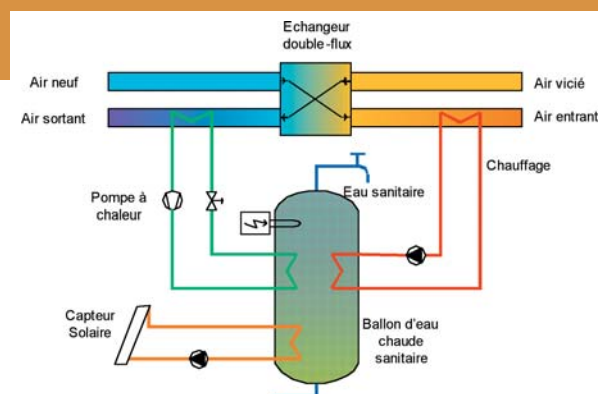 Echangeur
double-flux
Air neuf
Air vicié
Air sortant
Air entrant
Chauffage
Eau sanitaire
Pompe à
chaleur
Capteur
Solaire
Ballon d'eau
chaude
sanitaire